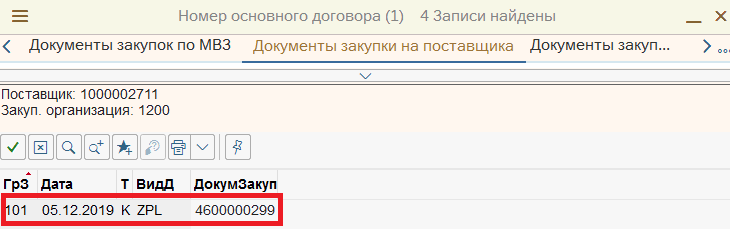 Номер основного договора (1) 4 Записи найдены
Документы закупок по МВЗ Документы закупки на поставщика Документы закуп...
Поставщик: 1000002711
Закуп. организация: 1200
ГрЗ Дата Т ВидД ДокумЗакуп
101 05.12.2019 K ZPL 4600000299